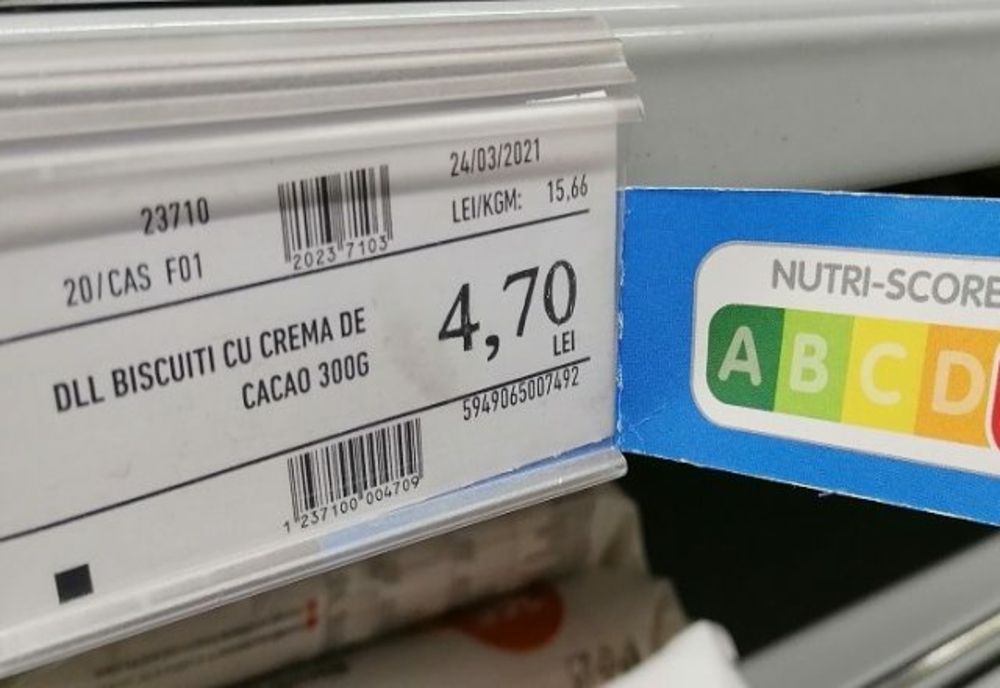 23710
20/CAS F01
2023 7103
24/03/2021
LEI/KGM: 15,66
DLL BISCUITI CU CREMA DE
CACAO 300G
4,70
LEI
5949065007492
1 237100 004709
NUTRI-SCORE
A B C D